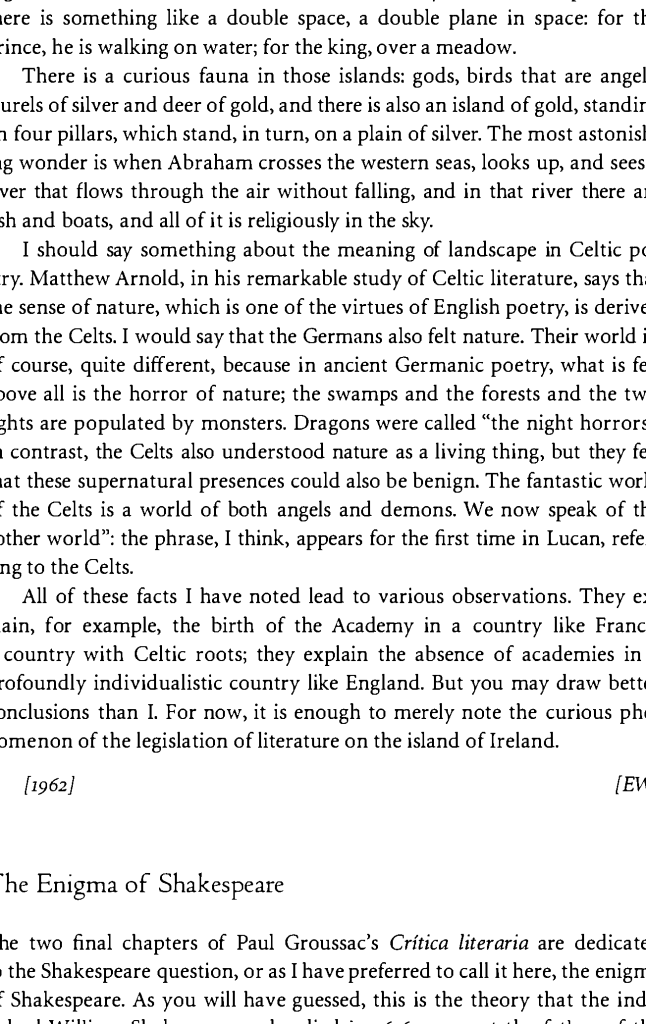 here is something like a double space, a double plane in space: for th
rince, he is walking on water; for the king, over a meadow.
There is a curious fauna in those islands: gods, birds that are angel
urels of silver and deer of gold, and there is also an island of gold, standin
n four pillars, which stand, in turn, on a plain of silver. The most astonish
ng wonder is when Abraham crosses the western seas, looks up, and sees
ver that flows through the air without falling, and in that river there ar
sh and boats, and all of it is religiously in the sky.
I should say something about the meaning of landscape in Celtic po
try. Matthew Arnold, in his remarkable study of Celtic literature, says tha
he sense of nature, which is one of the virtues of English poetry, is derive
rom the Celts. I would say that the Germans also felt nature. Their world i
f course, quite different, because in ancient Germanic poetry, what is fe
bove all is the horror of nature; the swamps and the forests and the tw
ghts are populated by monsters. Dragons were called “the night horrors
n contrast, the Celts also understood nature as a living thing, but they fe
hat these supernatural presences could also be benign. The fantastic worl
f the Celts is a world of both angels and demons. We now speak of th
other world”: the phrase, I think, appears for the first time in Lucan, refe
ng to the Celts.
All of these facts I have noted lead to various observations. They ex
lain, for example, the birth of the Academy in a country like Franc
country with Celtic roots; they explain the absence of academies in
rofoundly individualistic country like England. But you may draw bette
onclusions than I. For now, it is enough to merely note the curious phe
omenon of the legislation of literature on the island of Ireland.
[1962] [EW
The Enigma of Shakespeare
he two final chapters of Paul Groussac’s Crítica literaria are dedicate
o the Shakespeare question, or as I have preferred to call it here, the enigm
f Shakespeare. As you will have guessed, this is the theory that the ind